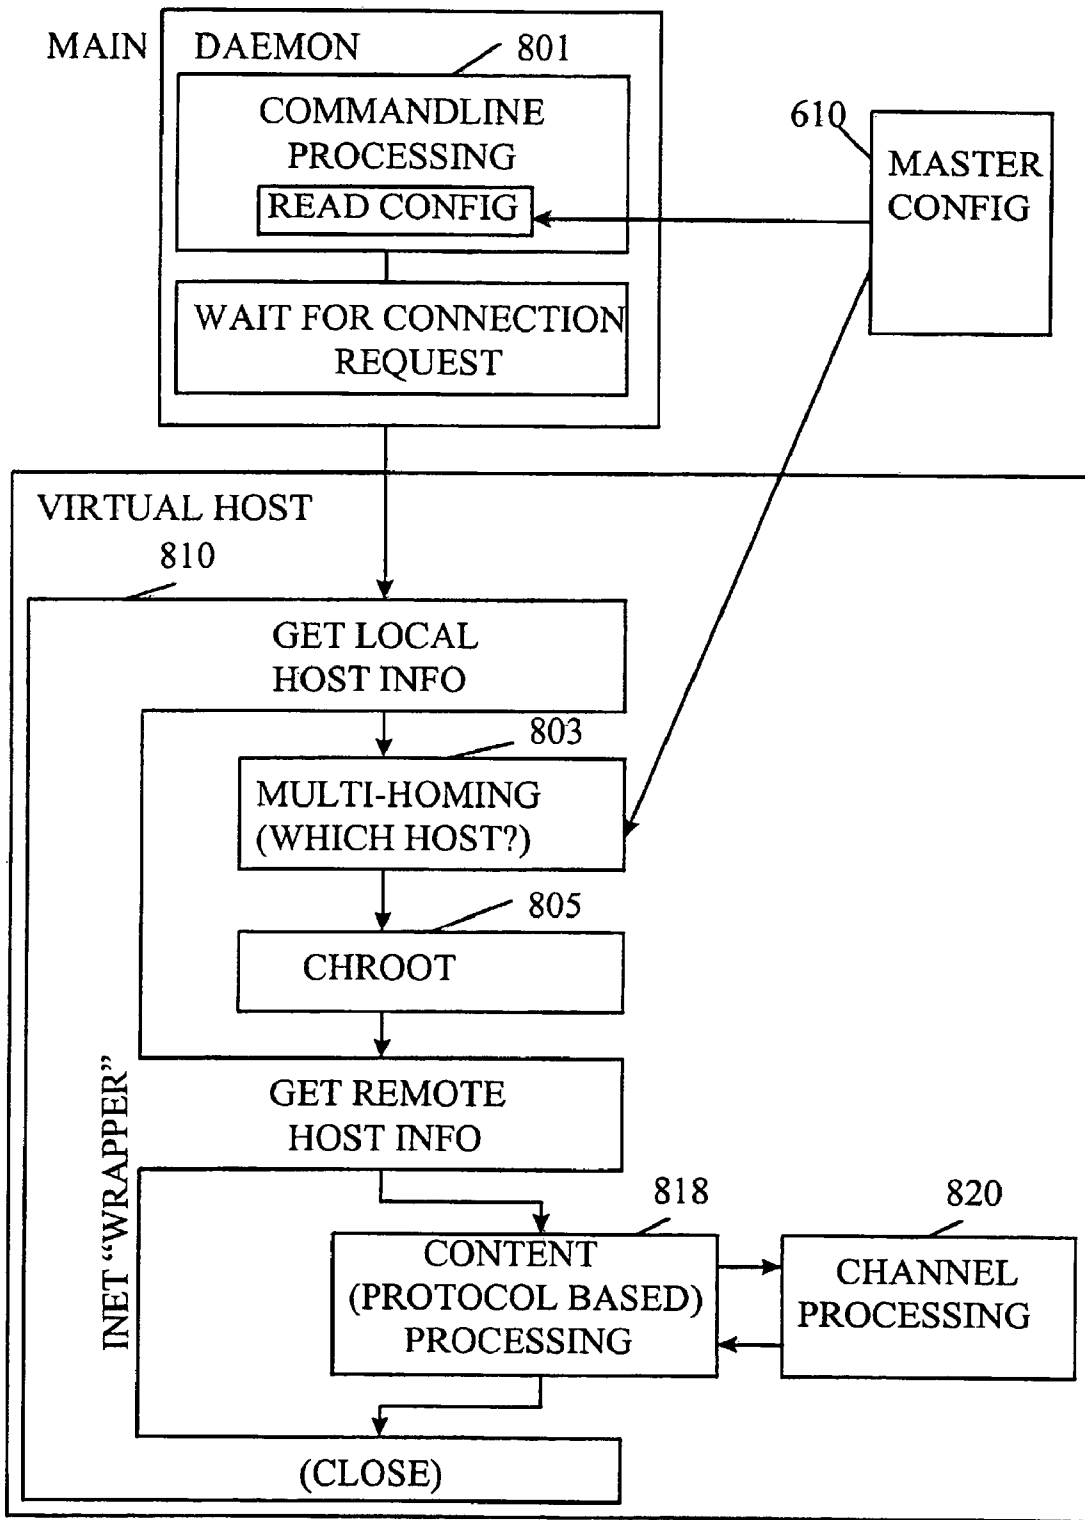 MAIN DAEMON
801
COMMANDLINE
PROCESSING
READ CONFIG
610
MASTER
CONFIG
WAIT FOR CONNECTION
REQUEST
VIRTUAL HOST
810
GET LOCAL
HOST INFO
803
MULTI-HOMING
(WHICH HOST?)
805
CHROOT
GET REMOTE
HOST INFO
INET “WRAPPER”
818
CONTENT
(PROTOCOL BASED)
PROCESSING
820
CHANNEL
PROCESSING
(CLOSE)